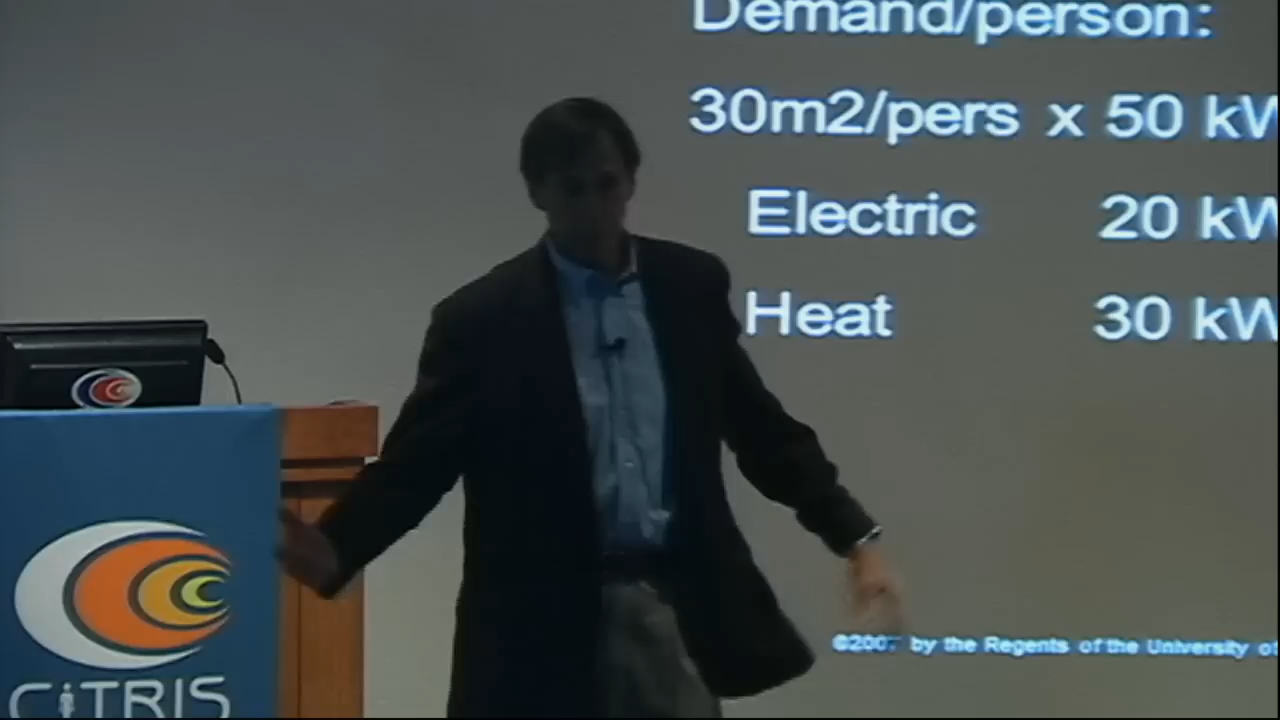 Demand/person:
30m2/pers x 50 kW
Electric 20 kW
Heat 30 kW
by the Regents of the University of
CITRIS